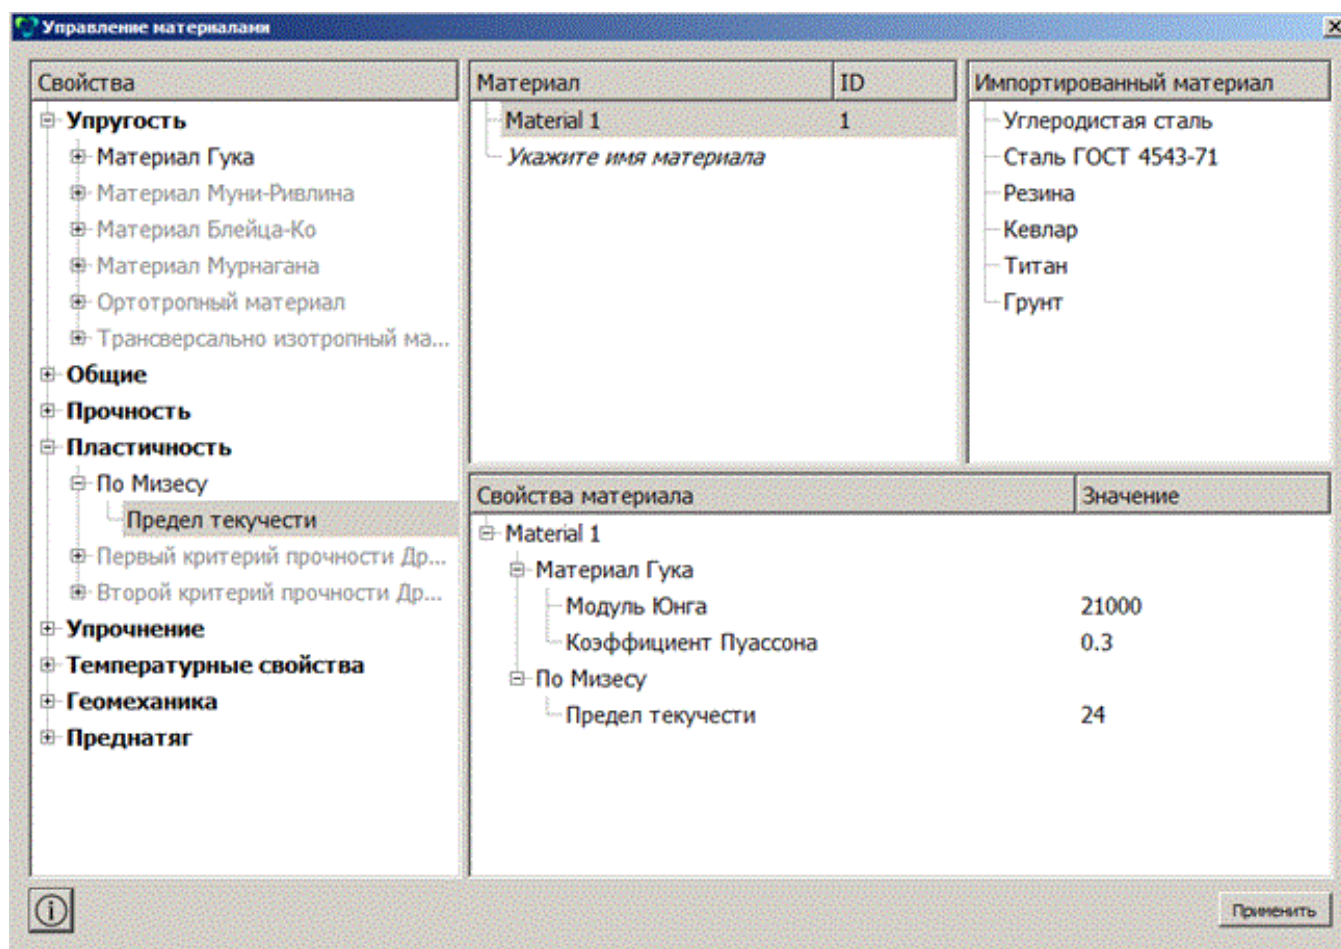 Управление материалами
Свойства
Упругость
Материал Гука
Материал Муни-Ривлина
Материал Блейца-Ко
Материал Мурнагана
Ортотропный материал
Трансверсально изотропный ма...
Общие
Прочность
Пластичность
По Мизесу
Предел текучести
Первый критерий прочности Др...
Второй критерий прочности Др...
Упрочнение
Температурные свойства
Геомеханика
Преднатяг
Материал ID
Material 1 1
Укажите имя материала
Импортированный материал
Углеродистая сталь
Сталь ГОСТ 4543-71
Резина
Кевлар
Титан
Грунт
Свойства материала Значение
Material 1
Материал Гука
Модуль Юнга 21000
Коэффициент Пуассона 0.3
По Мизесу
Предел текучести 24
Применить